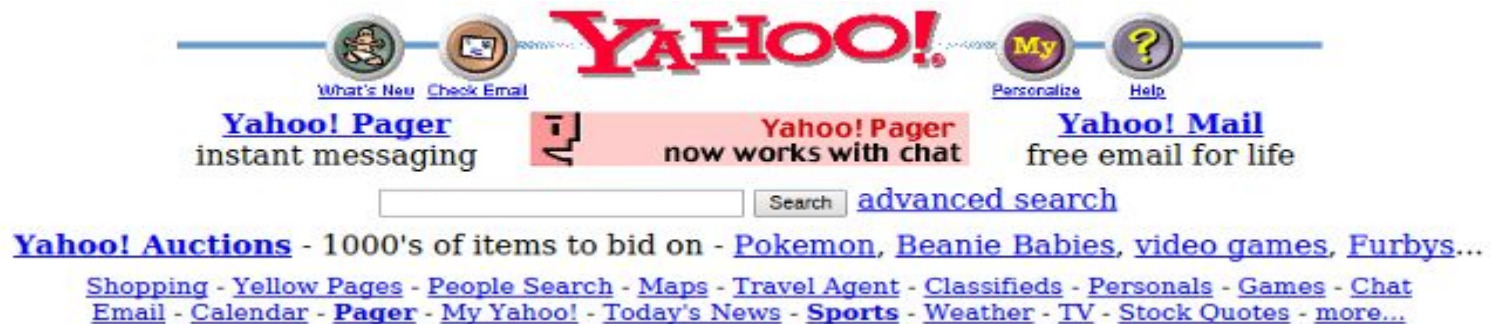 YAHOO!
My ?
What's New Check Email Personalize Help
Yahoo! Pager
instant messaging
Yahoo! Pager
now works with chat
Yahoo! Mail
free email for life
Search advanced search
Yahoo! Auctions - 1000's of items to bid on - Pokemon, Beanie Babies, video games, Furbys...
Shopping - Yellow Pages - People Search - Maps - Travel Agent - Classifieds - Personals - Games - Chat
Email - Calendar - Pager - My Yahoo! - Today's News - Sports - Weather - TV - Stock Quotes - more...